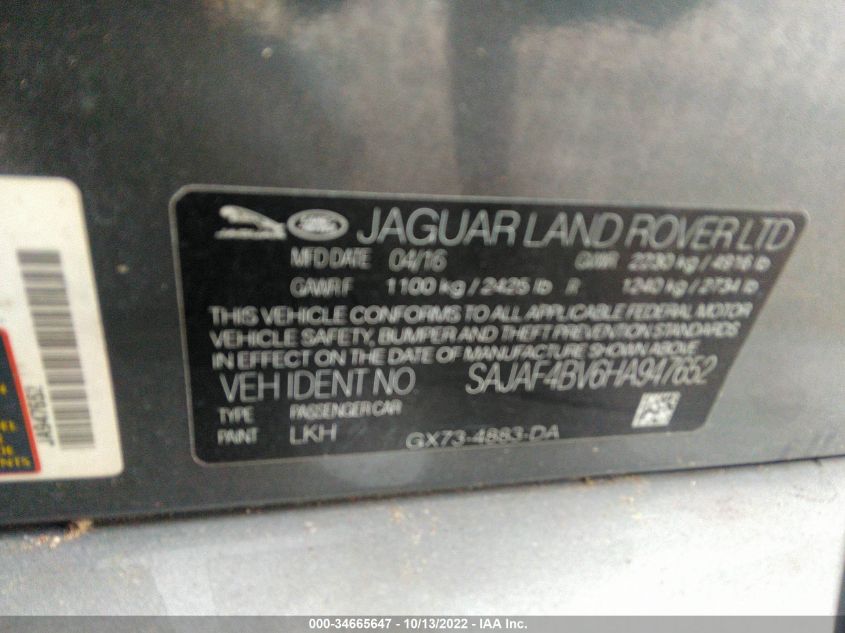 JAGUAR LAND ROVER LTD
MFD DATE 04/16 GVWR 2230 kg / 4916 lb
GAWR F 1100 kg / 2425 lb R 1240 kg / 2734 lb
THIS VEHICLE CONFORMS TO ALL APPLICABLE FEDERAL MOTOR
VEHICLE SAFETY, BUMPER AND THEFT PREVENTION STANDARDS
IN EFFECT ON THE DATE OF MANUFACTURE SHOWN ABOVE.
VEH IDENT NO SAJAF4BV6HA947652
TYPE PASSENGER CAR
PAINT LKH GX73-4883-DA
000-34665647 - 10/13/2022 - IAA Inc.